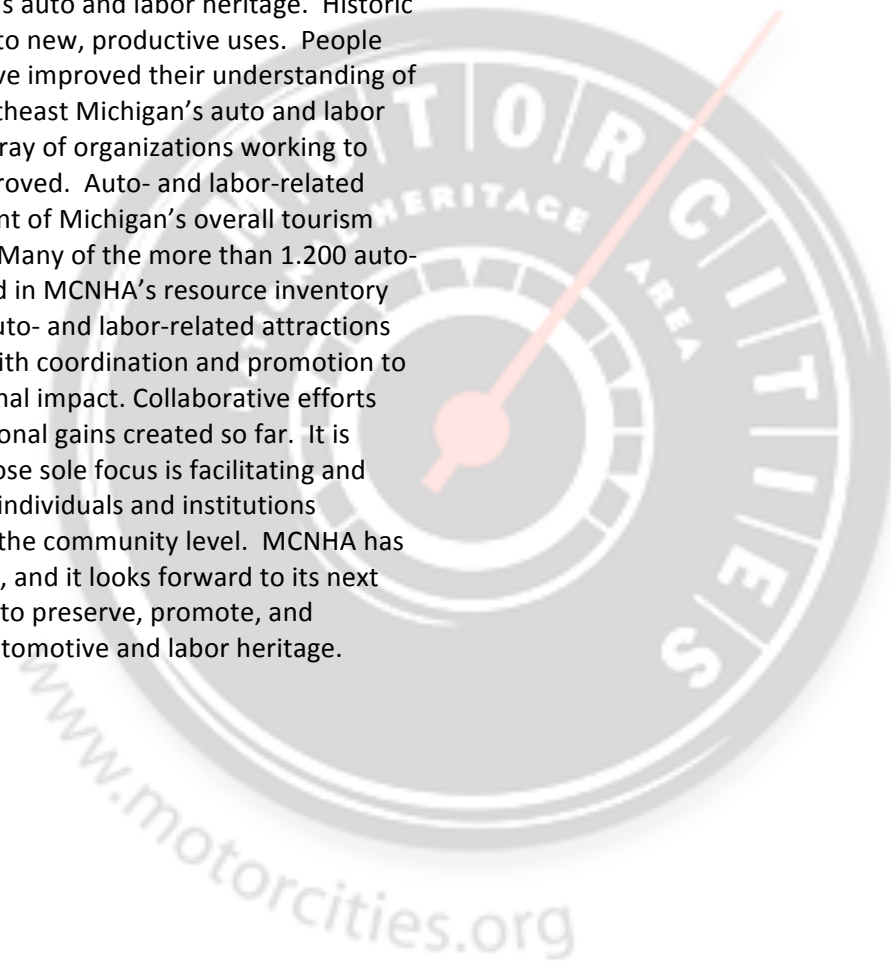 's auto and labor heritage.  Historic
to new, productive uses.  People
ve improved their understanding of
theast Michigan's auto and labor
ray of organizations working to
roved.  Auto- and labor-related
nt of Michigan's overall tourism
Many of the more than 1.200 auto-
d in MCNHA's resource inventory
uto- and labor-related attractions
ith coordination and promotion to
nal impact. Collaborative efforts
ional gains created so far.  It is
ose sole focus is facilitating and
individuals and institutions
the community level.  MCNHA has
, and it looks forward to its next
to preserve, promote, and
tomotive and labor heritage.
MOTORCITIES
NATIONAL HERITAGE AREA
www.motorcities.org